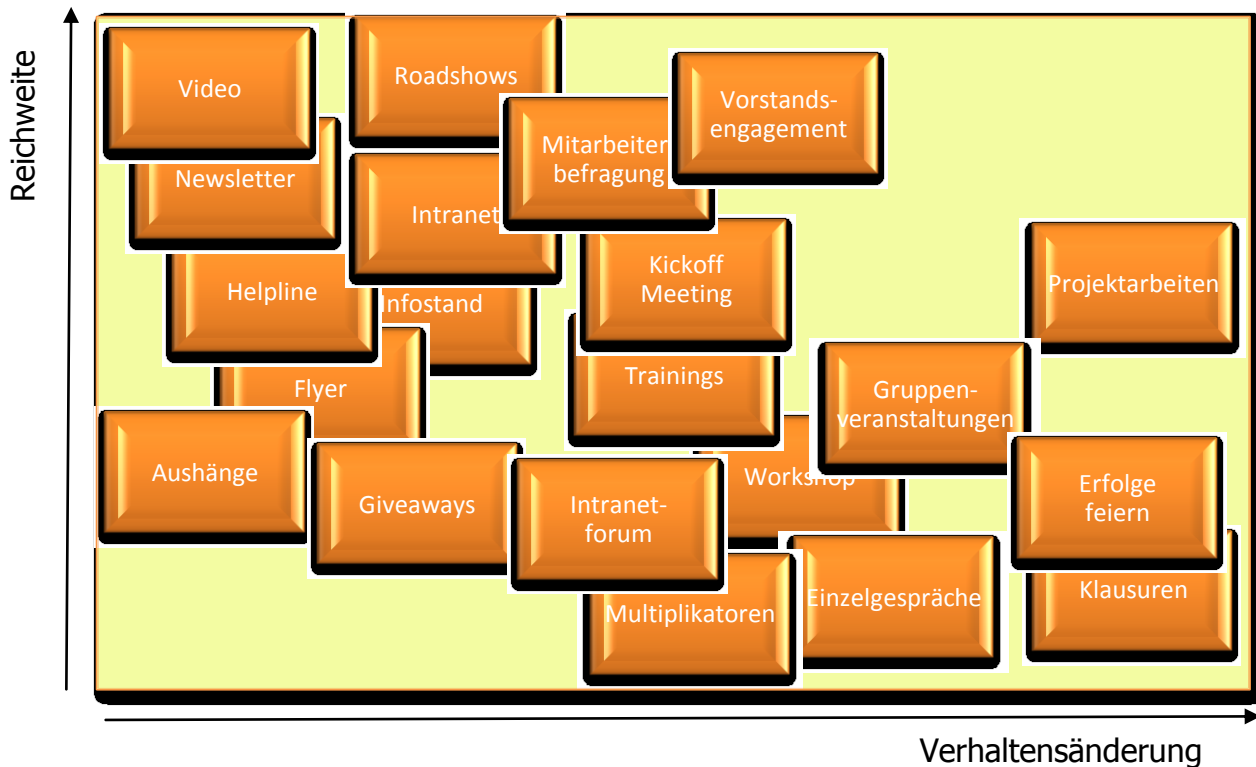 Reichweite
Video
Roadshows
Vorstands-
engagement
Mitarbeiter
befragung
Newsletter
Intranet
Kickoff
Meeting
Projektarbeiten
Helpline
Infostand
Trainings
Gruppen-
veranstaltungen
Flyer
Aushänge
Giveaways
Intranet-
forum
Workshop
Erfolge
feiern
Multiplikatoren
Einzelgespräche
Klausuren
Verhaltensänderung